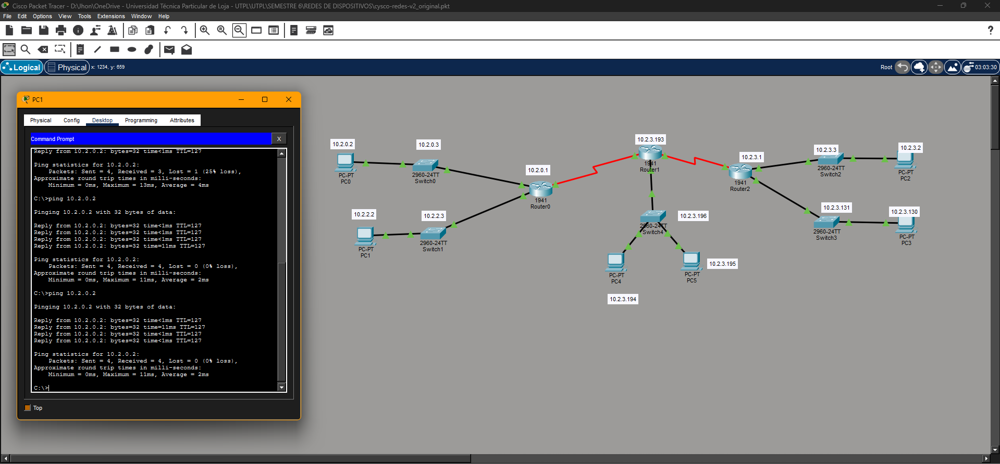 Cisco Packet Tracer - D:\Jhon\OneDrive - Universidad Técnica Particular de Loja - UTPL\UTPL\SEMESTRE 6\REDES DE DISPOSITIVOS\cysco-redes-v2_original.pkt
File Edit Options View Tools Extensions Window Help
Logical Physical x: 1234, y: 659 Root 03:03:30
PC1
Physical Config Desktop Programming Attributes
Command Prompt X
Reply from 10.2.0.2: bytes=32 time<1ms TTL=127
Ping statistics for 10.2.0.2:
Packets: Sent = 4, Received = 3, Lost = 1 (25% loss),
Approximate round trip times in milli-seconds:
Minimum = 0ms, Maximum = 13ms, Average = 4ms
C:\>ping 10.2.0.2
Pinging 10.2.0.2 with 32 bytes of data:
Reply from 10.2.0.2: bytes=32 time<1ms TTL=127
Reply from 10.2.0.2: bytes=32 time<1ms TTL=127
Reply from 10.2.0.2: bytes=32 time<1ms TTL=127
Reply from 10.2.0.2: bytes=32 time=11ms TTL=127
Ping statistics for 10.2.0.2:
Packets: Sent = 4, Received = 4, Lost = 0 (0% loss),
Approximate round trip times in milli-seconds:
Minimum = 0ms, Maximum = 11ms, Average = 2ms
C:\>ping 10.2.0.2
Pinging 10.2.0.2 with 32 bytes of data:
Reply from 10.2.0.2: bytes=32 time<1ms TTL=127
Reply from 10.2.0.2: bytes=32 time=11ms TTL=127
Reply from 10.2.0.2: bytes=32 time<1ms TTL=127
Reply from 10.2.0.2: bytes=32 time<1ms TTL=127
Ping statistics for 10.2.0.2:
Packets: Sent = 4, Received = 4, Lost = 0 (0% loss),
Approximate round trip times in milli-seconds:
Minimum = 0ms, Maximum = 11ms, Average = 2ms
C:\>
Top
10.2.0.2
PC-PT
PC0
10.2.0.3
2960-24TT
Switch0
10.2.0.1
1941
Router0
10.2.2.2
PC-PT
PC1
10.2.2.3
2960-24TT
Switch1
10.2.3.193
1941
Router1
10.2.3.196
2960-24TT
Switch4
PC-PT
PC4
10.2.3.194
PC-PT
PC5
10.2.3.195
10.2.3.1
1941
Router2
10.2.3.3
2960-24TT
Switch2
10.2.3.2
PC-PT
PC2
10.2.3.131
2960-24TT
Switch3
10.2.3.130
PC-PT
PC3